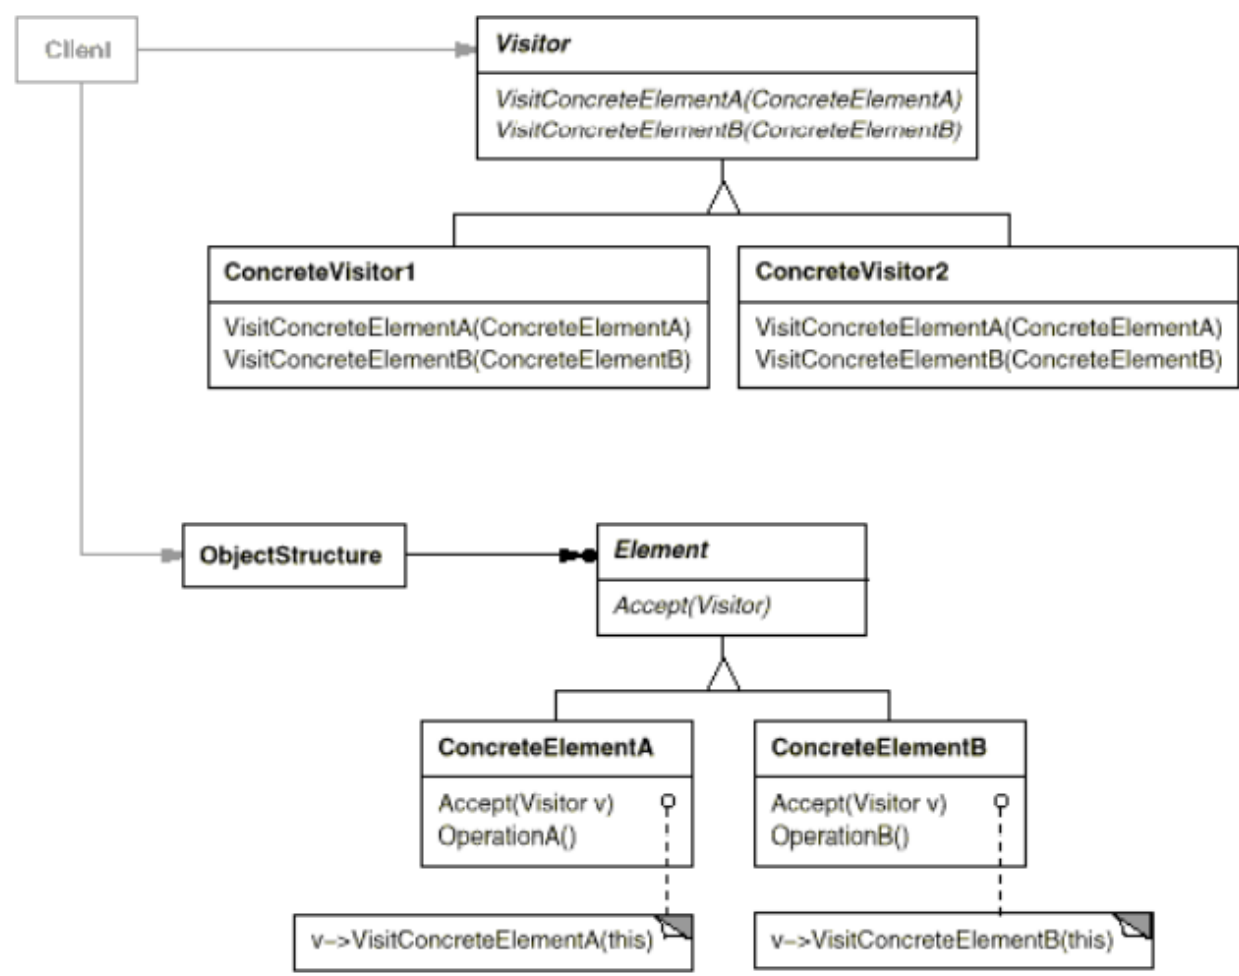 Client
Visitor
VisitConcreteElementA(ConcreteElementA)
VisitConcreteElementB(ConcreteElementB)
ConcreteVisitor1
VisitConcreteElementA(ConcreteElementA)
VisitConcreteElementB(ConcreteElementB)
ConcreteVisitor2
VisitConcreteElementA(ConcreteElementA)
VisitConcreteElementB(ConcreteElementB)
ObjectStructure
Element
Accept(Visitor)
ConcreteElementA
Accept(Visitor v)
OperationA()
ConcreteElementB
Accept(Visitor v)
OperationB()
v–>VisitConcreteElementA(this)
v–>VisitConcreteElementB(this)